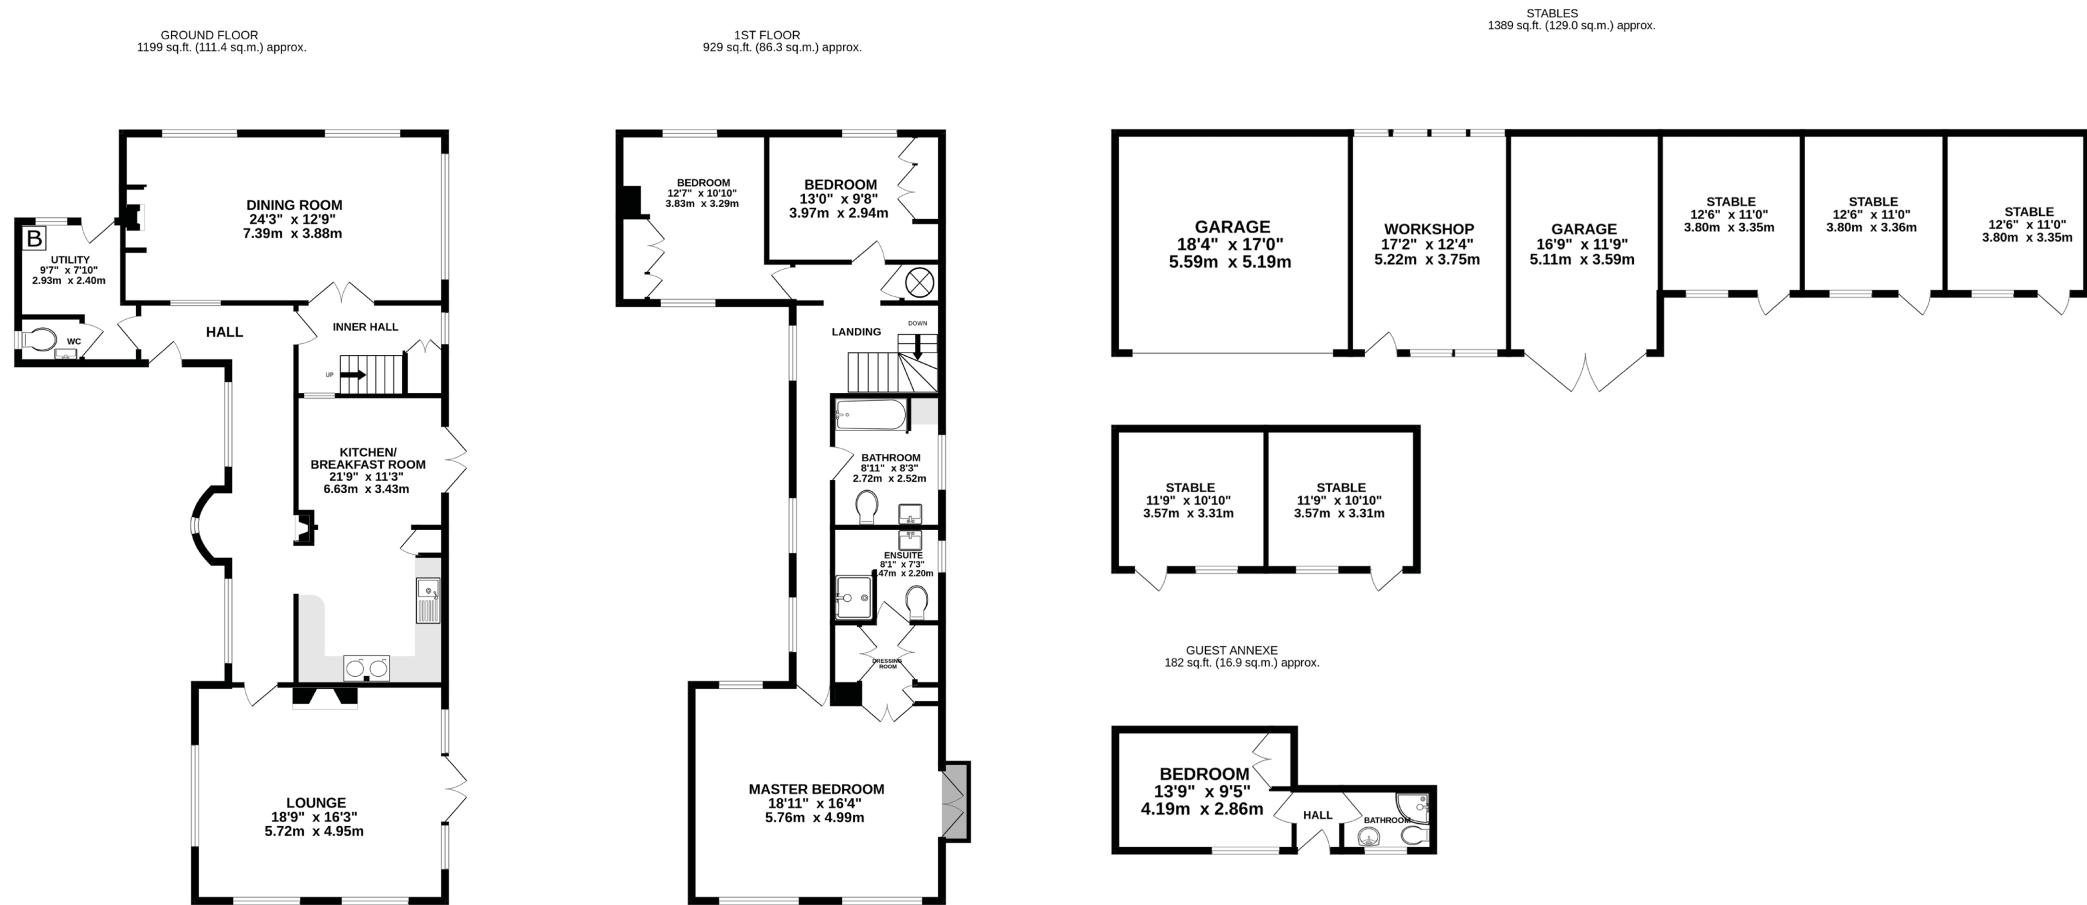 GROUND FLOOR
1199 sq.ft. (111.4 sq.m.) approx.
DINING ROOM
24'3" x 12'9"
7.39m x 3.88m
B
UTILITY
9'7" x 7'10"
2.93m x 2.40m
WC
HALL
INNER HALL
UP
KITCHEN/
BREAKFAST ROOM
21'9" x 11'3"
6.63m x 3.43m
LOUNGE
18'9" x 16'3"
5.72m x 4.95m
1ST FLOOR
929 sq.ft. (86.3 sq.m.) approx.
BEDROOM
12'7" x 10'10"
3.83m x 3.29m
BEDROOM
13'0" x 9'8"
3.97m x 2.94m
LANDING
DOWN
BATHROOM
8'11" x 8'3"
2.72m x 2.52m
ENSUITE
8'1" x 7'3"
.47m x 2.20m
DRESSING
ROOM
MASTER BEDROOM
18'11" x 16'4"
5.76m x 4.99m
STABLES
1389 sq.ft. (129.0 sq.m.) approx.
GARAGE
18'4" x 17'0"
5.59m x 5.19m
WORKSHOP
17'2" x 12'4"
5.22m x 3.75m
GARAGE
16'9" x 11'9"
5.11m x 3.59m
STABLE
12'6" x 11'0"
3.80m x 3.35m
STABLE
12'6" x 11'0"
3.80m x 3.36m
STABLE
12'6" x 11'0"
3.80m x 3.35m
STABLE
11'9" x 10'10"
3.57m x 3.31m
STABLE
11'9" x 10'10"
3.57m x 3.31m
GUEST ANNEXE
182 sq.ft. (16.9 sq.m.) approx.
BEDROOM
13'9" x 9'5"
4.19m x 2.86m
HALL
BATHROOM